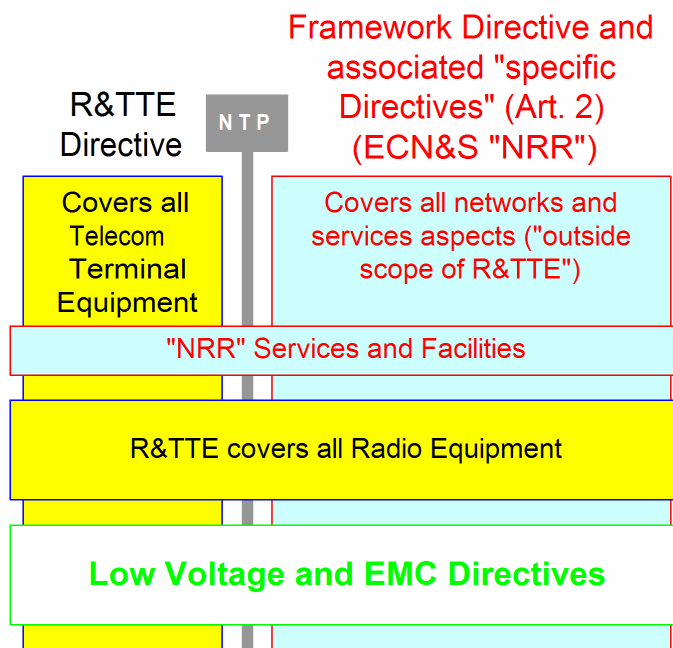 R&TTE
Directive
NTP
Framework Directive and
associated "specific
Directives" (Art. 2)
(ECN&S "NRR")
Covers all
Telecom
Terminal
Equipment
Covers all networks and
services aspects ("outside
scope of R&TTE")
"NRR" Services and Facilities
R&TTE covers all Radio Equipment
Low Voltage and EMC Directives